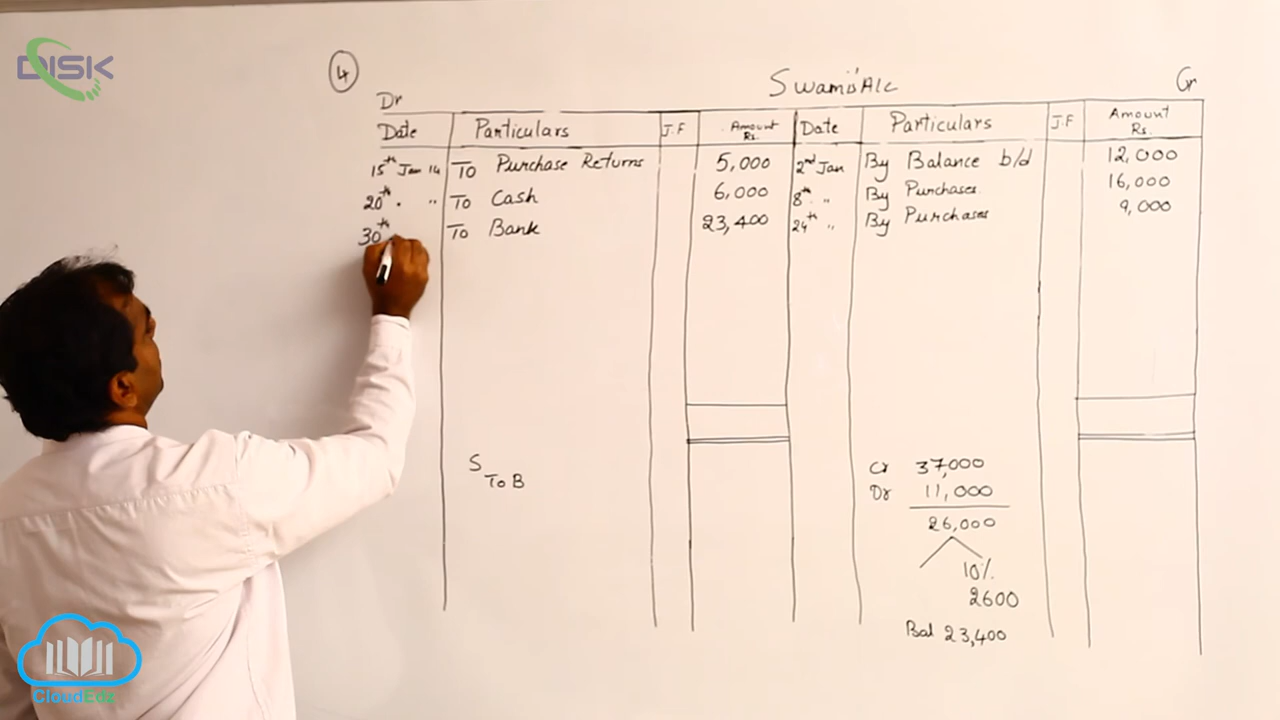 DISK
4
Swami's A/c
Dr
Cr
Date Particulars J.F Amount Rs. Date Particulars J.F Amount Rs.
15th Jan 14 To Purchase Returns 5,000 2nd Jan By Balance b/d 12,000
20th " " To Cash 6,000 8th " " By Purchases 16,000
30th To Bank 23,400 24th " By Purchases 9,000
S
To B
Cr 37,000
Dr 11,000
26,000
10%
2600
Bal 23,400
CloudEdz